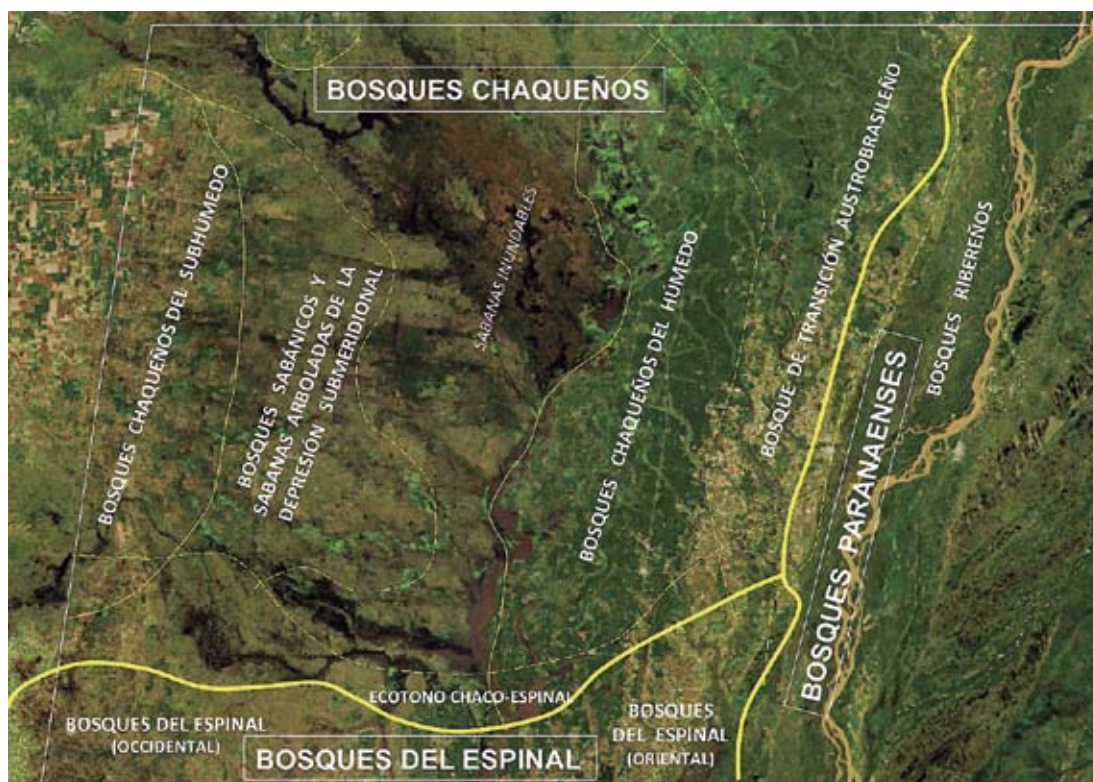 BOSQUES CHAQUEÑOS
BOSQUES CHAQUEÑOS DEL SUBHUMEDO
BOSQUES SABÁNICOS Y
SABANAS ARBOLADAS DE LA
DEPRESIÓN SUBMERIDIONAL
SABANAS INUNDABLES
BOSQUES CHAQUEÑOS DEL HÚMEDO
BOSQUE DE TRANSICIÓN AUSTROBRASILEÑO
BOSQUES RIBEREÑOS
BOSQUES PARANAENSES
ECOTONO CHACO-ESPINAL
BOSQUES DEL ESPINAL
(OCCIDENTAL)
BOSQUES DEL ESPINAL
BOSQUES
DEL ESPINAL
(ORIENTAL)